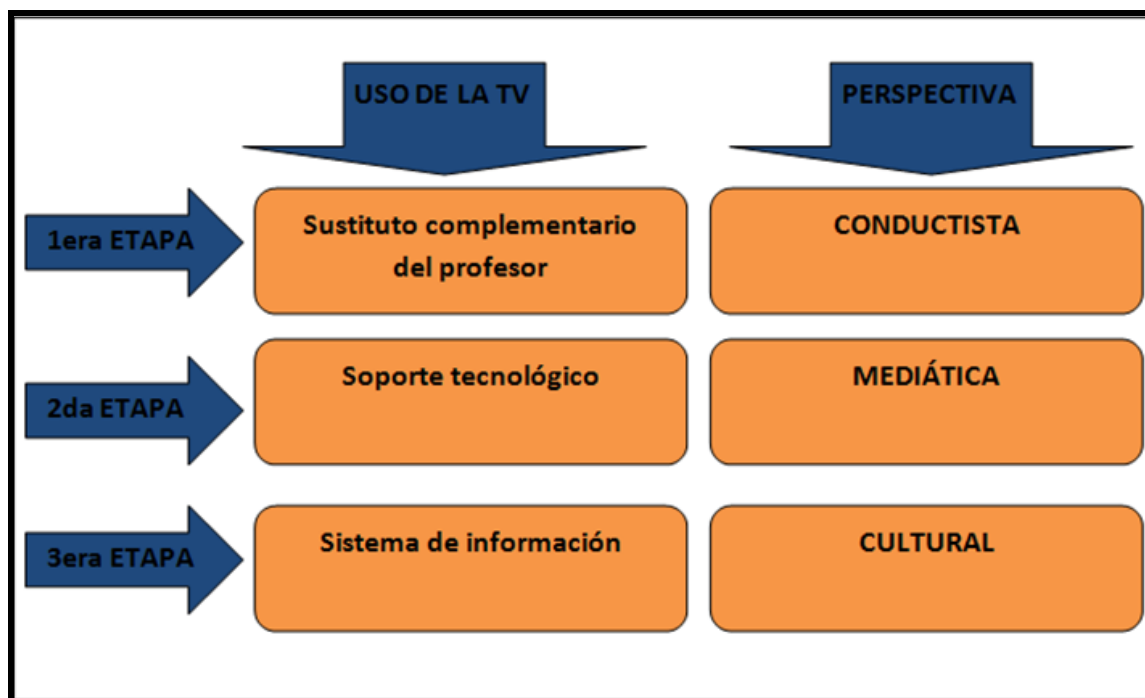 USO DE LA TV
PERSPECTIVA
1era ETAPA
Sustituto complementario
del profesor
CONDUCTISTA
2da ETAPA
Soporte tecnológico
MEDIÁTICA
3era ETAPA
Sistema de información
CULTURAL